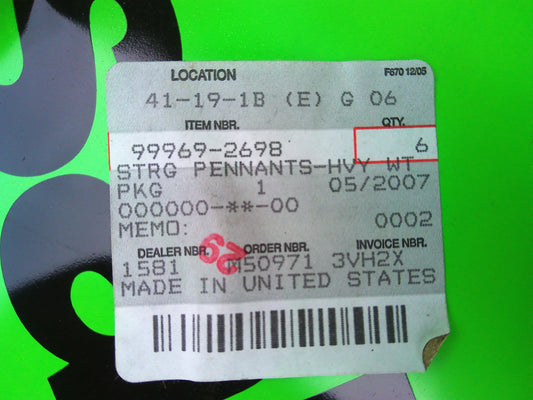 LOCATION F670 12/05
41-19-1B (E) G 06
ITEM NBR. QTY.
99969-2698 6
STRG PENNANTS-HVY WT
PKG 1 05/2007
000000-**-00
MEMO: 0002
DEALER NBR. ORDER NBR. INVOICE NBR.
29
1581 M50971 3VH2X
MADE IN UNITED STATES